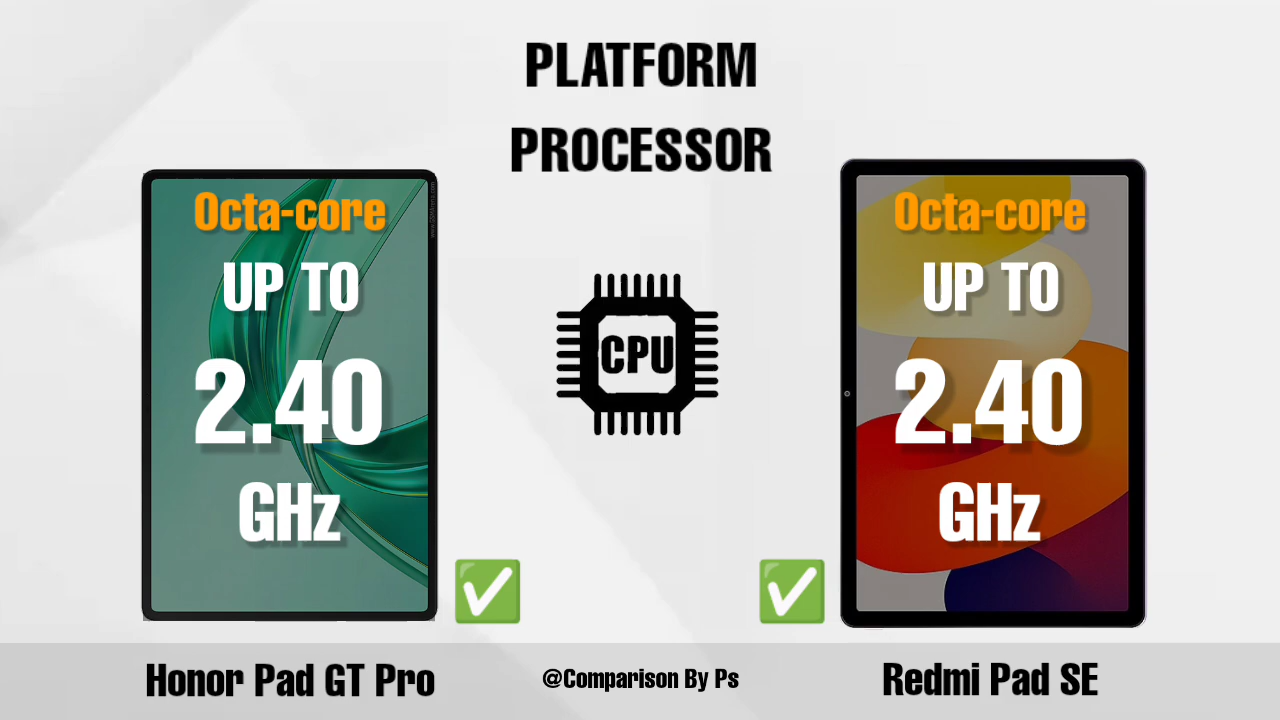 PLATFORM
PROCESSOR
Octa-core
UP TO
2.40
GHz
CPU
Octa-core
UP TO
2.40
GHz
Honor Pad GT Pro
@Comparison By Ps
Redmi Pad SE